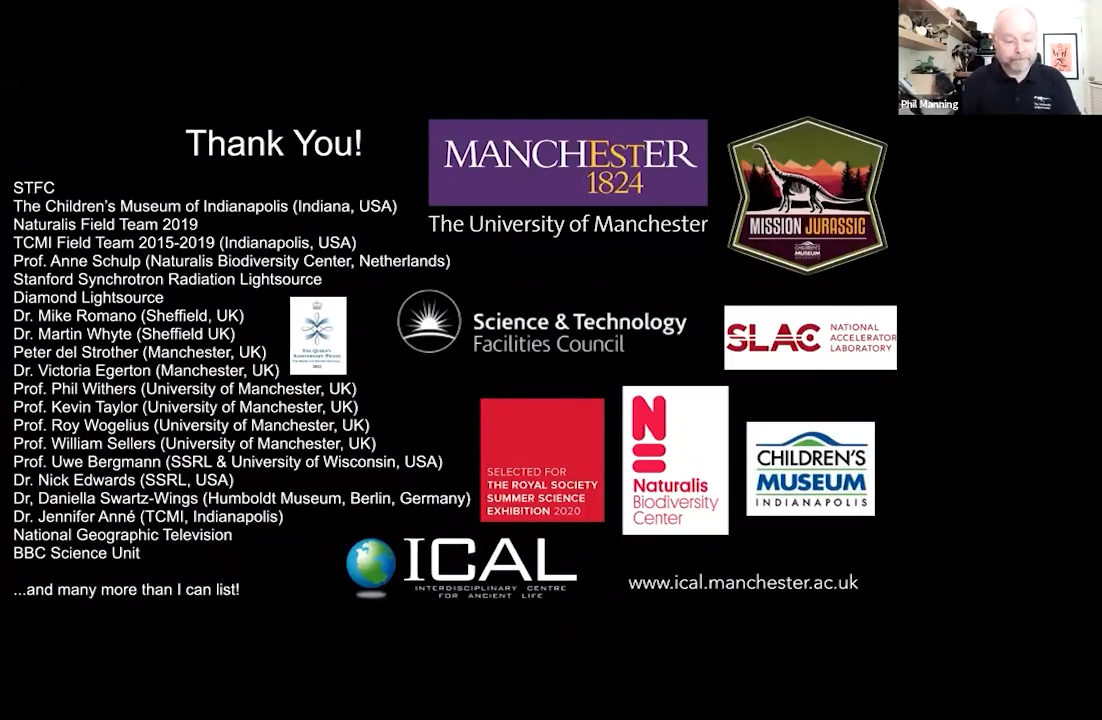 Phil Manning
Thank You!
STFC
The Children's Museum of Indianapolis (Indiana, USA)
Naturalis Field Team 2019
TCMI Field Team 2015-2019 (Indianapolis, USA)
Prof. Anne Schulp (Naturalis Biodiversity Center, Netherlands)
Stanford Synchrotron Radiation Lightsource
Diamond Lightsource
Dr. Mike Romano (Sheffield, UK)
Dr. Martin Whyte (Sheffield UK)
Peter del Strother (Manchester, UK)
Dr. Victoria Egerton (Manchester, UK)
Prof. Phil Withers (University of Manchester, UK)
Prof. Kevin Taylor (University of Manchester, UK)
Prof. Roy Wogelius (University of Manchester, UK)
Prof. William Sellers (University of Manchester, UK)
Prof. Uwe Bergmann (SSRL & University of Wisconsin, USA)
Dr. Nick Edwards (SSRL, USA)
Dr, Daniella Swartz-Wings (Humboldt Museum, Berlin, Germany)
Dr. Jennifer Anné (TCMI, Indianapolis)
National Geographic Television
BBC Science Unit
...and many more than I can list!
MANCHESTER
1824
The University of Manchester
MISSION JURASSIC
CHILDREN'S
MUSEUM
The Queen's
Anniversary Prizes
Science & Technology
Facilities Council
SLAC
NATIONAL
ACCELERATOR
LABORATORY
SELECTED FOR
THE ROYAL SOCIETY
SUMMER SCIENCE
EXHIBITION 2020
Naturalis
Biodiversity
Center
CHILDREN'S
MUSEUM
INDIANAPOLIS
ICAL
INTERDISCIPLINARY CENTRE
FOR ANCIENT LIFE
www.ical.manchester.ac.uk